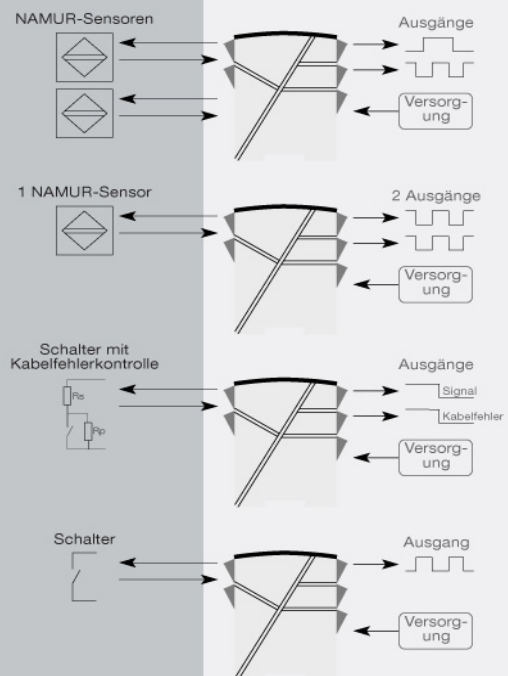 NAMUR-Sensoren
Ausgänge
Versorg-
ung
1 NAMUR-Sensor
2 Ausgänge
Versorg-
ung
Schalter mit
Kabelfehlerkontrolle
Rs
Rp
Ausgänge
Signal
Kabelfehler
Versorg-
ung
Schalter
Ausgang
Versorg-
ung